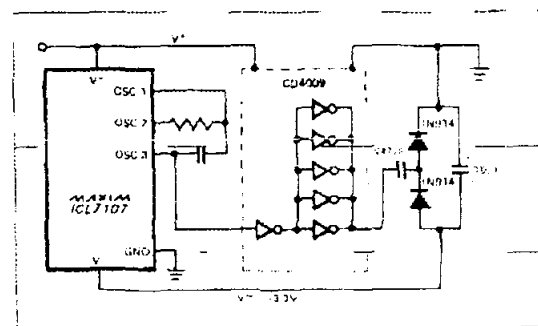 V+
V+
OSC 1
CD4009
OSC 2
OSC 3
1N914
1N914
MAXIM
ICL7107
GND
V-